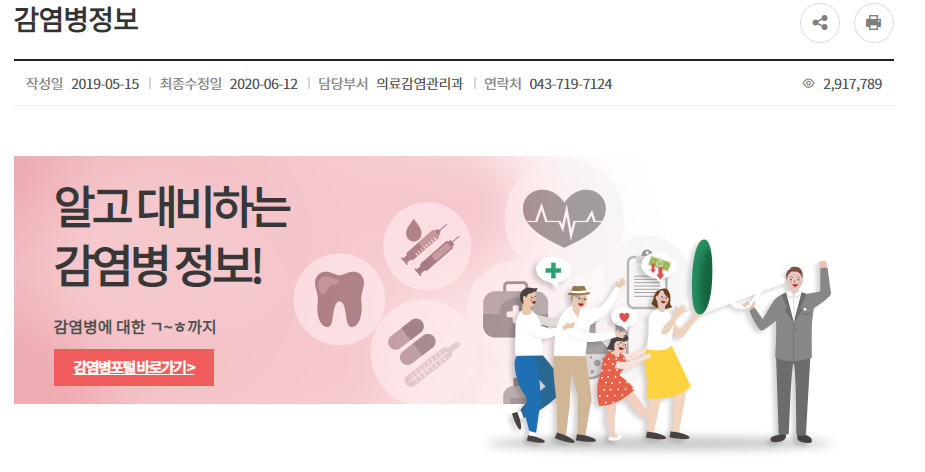 감염병정보
작성일 2019-05-15 최종수정일 2020-06-12 담당부서 의료감염관리과 연락처 043-719-7124 2,917,789
알고 대비하는
감염병 정보!
감염병에 대한 ㄱ~ㅎ까지
감염병포털 바로가기>